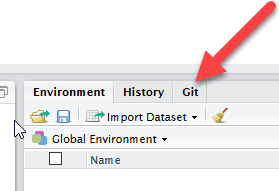 Environment History Git
Import Dataset
Global Environment
Name